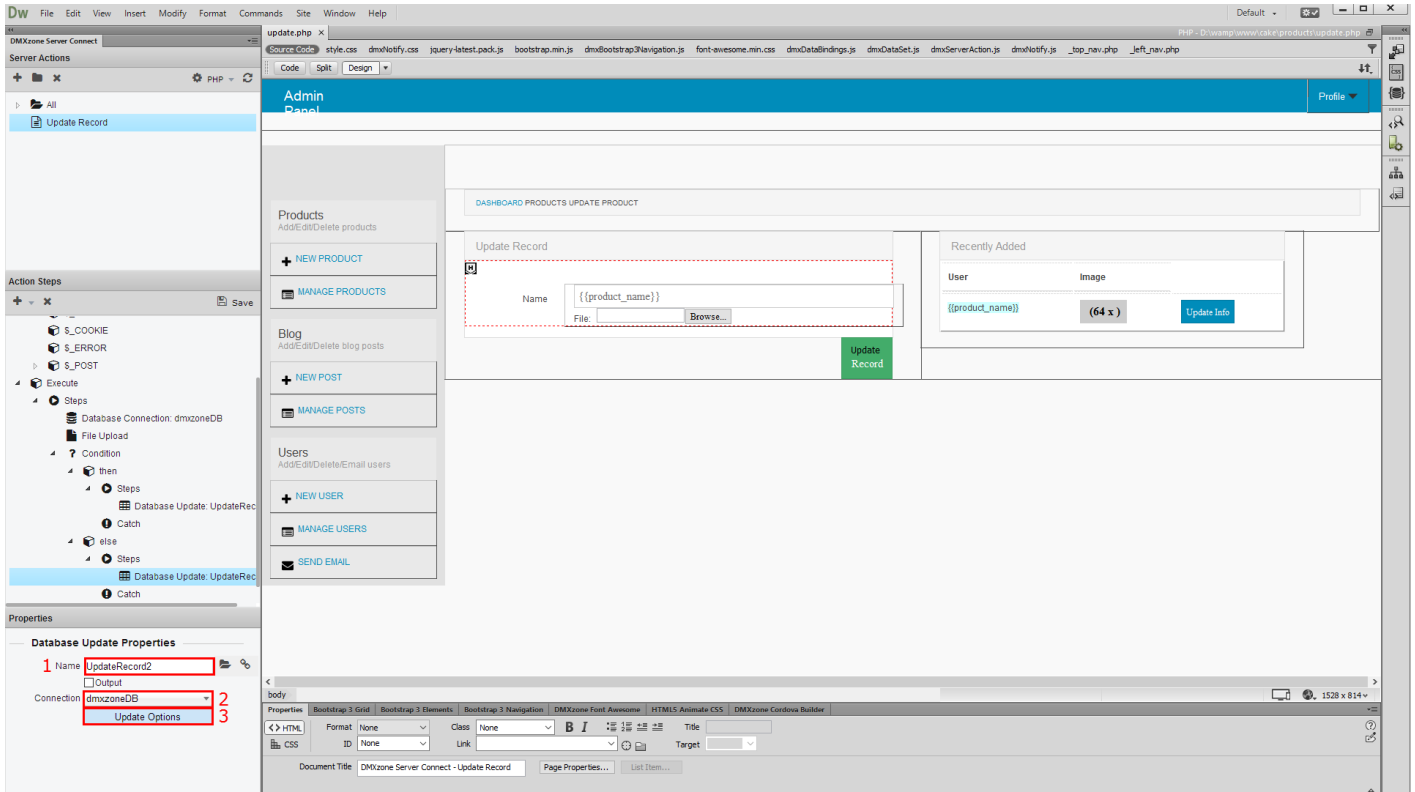 Dw File Edit View Insert Modify Format Commands Site Window Help Default
DMXzone Server Connect
Server Actions
PHP
All
Update Record
Action Steps
Save
$_COOKIE
$_ERROR
$_POST
Execute
Steps
Database Connection: dmxzoneDB
File Upload
? Condition
then
Steps
Database Update: UpdateRec
Catch
else
Steps
Database Update: UpdateRec
Catch
Properties
Database Update Properties
1 Name UpdateRecord2
Output
Connection dmxzoneDB 2
Update Options 3
update.php × PHP - D:\wamp\www\cake\products\update.php
Source Code style.css dmxNotify.css jquery-latest.pack.js bootstrap.min.js dmxBootstrap3Navigation.js font-awesome.min.css dmxDataBindings.js dmxDataSet.js dmxServerAction.js dmxNotify.js _top_nav.php _left_nav.php
Code Split Design
Admin
Panel
Profile
Products
Add/Edit/Delete products
NEW PRODUCT
MANAGE PRODUCTS
Blog
Add/Edit/Delete blog posts
NEW POST
MANAGE POSTS
Users
Add/Edit/Delete/Email users
NEW USER
MANAGE USERS
SEND EMAIL
DASHBOARD PRODUCTS UPDATE PRODUCT
Update Record
Name {{product_name}}
File: Browse...
Update
Record
Recently Added
User Image
{{product_name}} (64 x ) Update Info
body 1528 x 814
Properties Bootstrap 3 Grid Bootstrap 3 Elements Bootstrap 3 Navigation DMXzone Font Awesome HTML5 Animate CSS DMXzone Cordova Builder
<> HTML Format None Class None B I Title
CSS ID None Link Target
Document Title DMXzone Server Connect - Update Record Page Properties... List Item...